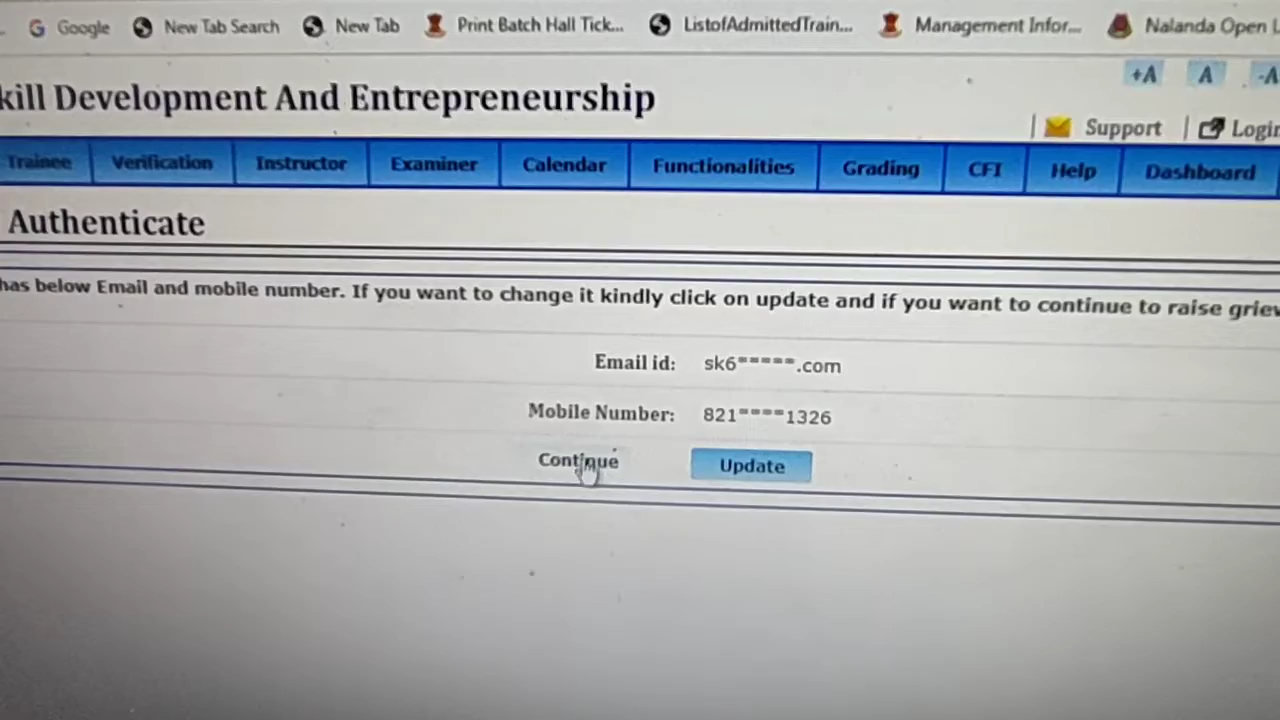 Google New Tab Search New Tab Print Batch Hall Tick... ListofAdmittedTrain... Management Infor... Nalanda Open
+A A -A
kill Development And Entrepreneurship
Support Login
Trainee Verification Instructor Examiner Calendar Functionalities Grading CFI Help Dashboard
Authenticate
has below Email and mobile number. If you want to change it kindly click on update and if you want to continue to raise griev
Email id: sk6*****.com
Mobile Number: 821****1326
Continue Update